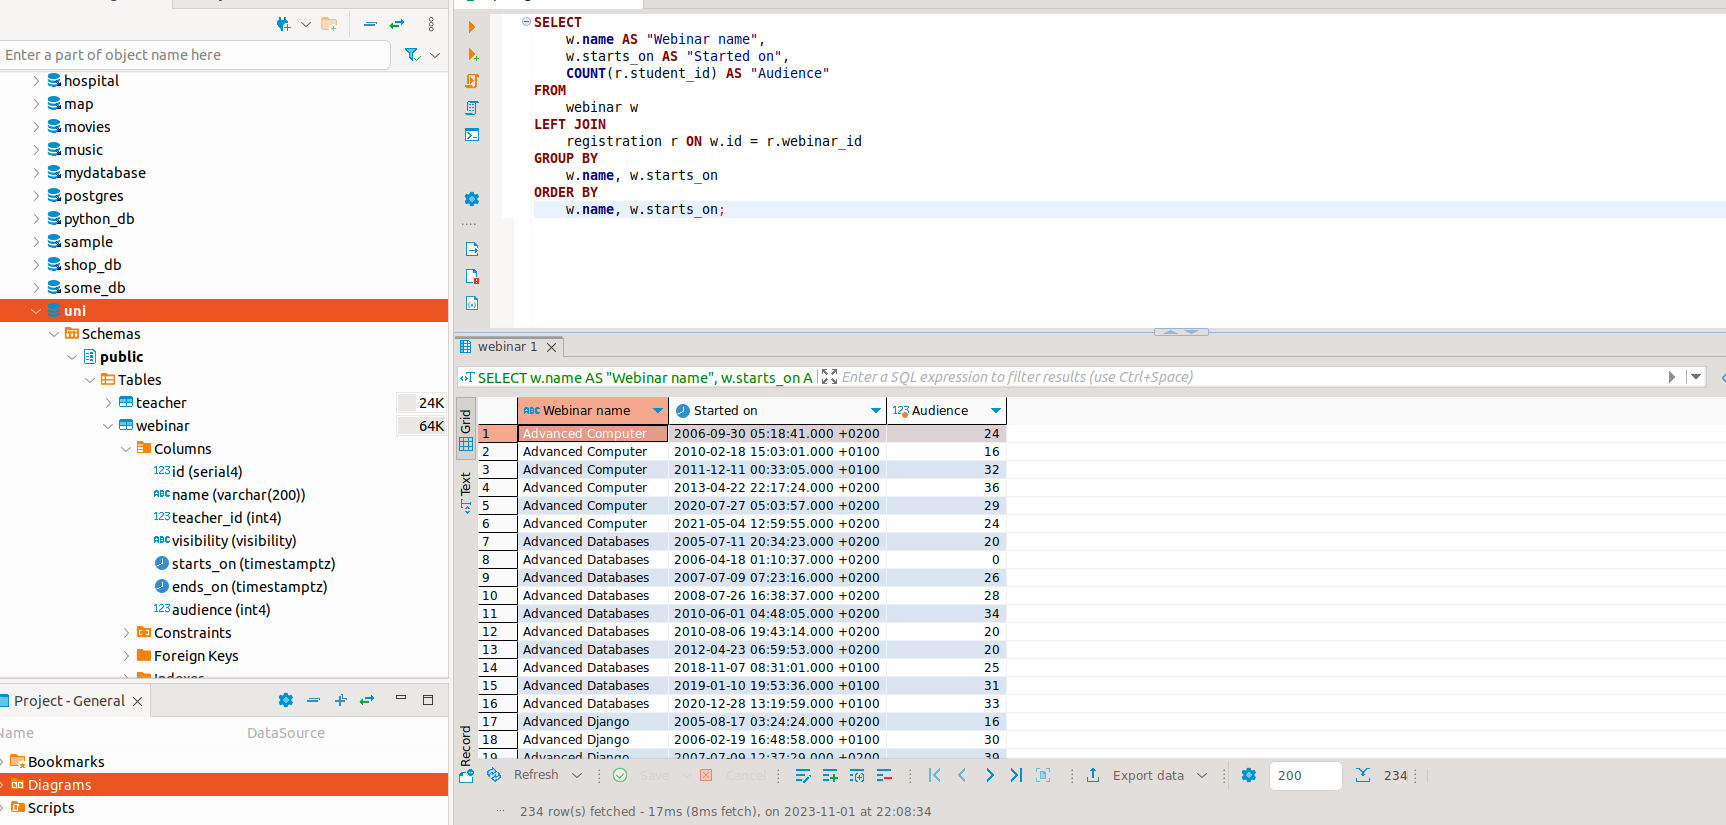 Enter a part of object name here
hospital
map
movies
music
mydatabase
postgres
python_db
sample
shop_db
some_db
uni
Schemas
public
Tables
teacher 24K
webinar 64K
Columns
123 id (serial4)
ABC name (varchar(200))
123 teacher_id (int4)
ABC visibility (visibility)
starts_on (timestamptz)
ends_on (timestamptz)
123 audience (int4)
Constraints
Foreign Keys
Indexes
Project - General
Name DataSource
Bookmarks
Diagrams
Scripts
SELECT
w.name AS "Webinar name",
w.starts_on AS "Started on",
COUNT(r.student_id) AS "Audience"
FROM
webinar w
LEFT JOIN
registration r ON w.id = r.webinar_id
GROUP BY
w.name, w.starts_on
ORDER BY
w.name, w.starts_on;
webinar 1
SELECT w.name AS "Webinar name", w.starts_on A Enter a SQL expression to filter results (use Ctrl+Space)
Grid
Text
Record
ABC Webinar name Started on 123 Audience
1 Advanced Computer 2006-09-30 05:18:41.000 +0200 24
2 Advanced Computer 2010-02-18 15:03:01.000 +0100 16
3 Advanced Computer 2011-12-11 00:33:05.000 +0100 32
4 Advanced Computer 2013-04-22 22:17:24.000 +0200 36
5 Advanced Computer 2020-07-27 05:03:57.000 +0200 29
6 Advanced Computer 2021-05-04 12:59:55.000 +0200 24
7 Advanced Databases 2005-07-11 20:34:23.000 +0200 20
8 Advanced Databases 2006-04-18 01:10:37.000 +0200 0
9 Advanced Databases 2007-07-09 07:23:16.000 +0200 26
10 Advanced Databases 2008-07-26 16:38:37.000 +0200 28
11 Advanced Databases 2010-06-01 04:48:05.000 +0200 34
12 Advanced Databases 2010-08-06 19:43:14.000 +0200 20
13 Advanced Databases 2012-04-23 06:59:53.000 +0200 20
14 Advanced Databases 2018-11-07 08:31:01.000 +0100 25
15 Advanced Databases 2019-01-10 19:53:36.000 +0100 31
16 Advanced Databases 2020-12-28 13:19:59.000 +0100 33
17 Advanced Django 2005-08-17 03:24:24.000 +0200 16
18 Advanced Django 2006-02-19 16:48:58.000 +0100 30
19 Advanced Django 2007-07-09 12:37:29.000 +0200 39
Refresh Save Cancel Export data 200 234
234 row(s) fetched - 17ms (8ms fetch), on 2023-11-01 at 22:08:34